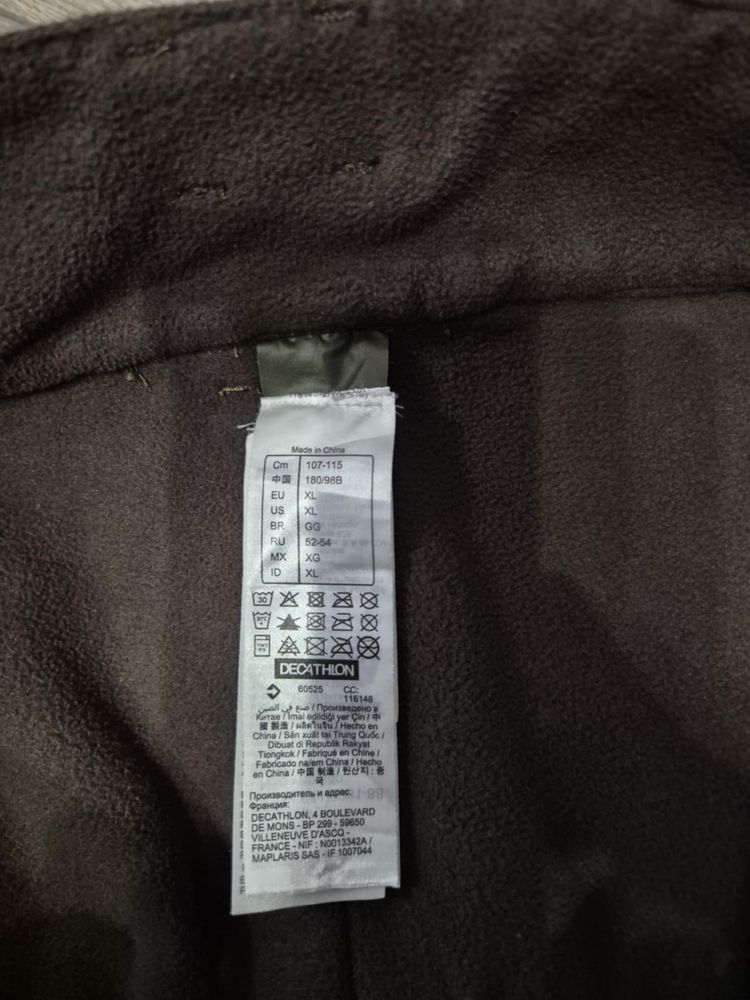 Made in China
Cm 107-115
中国 180/98B
EU XL
US XL
BR GG
RU 52-54
MX XG
ID XL
30
DECATHLON
60525 CC:
116148
صنع في الصين / Произведено в
Китае / İmal edildiği yer Çin / 中
國 製造 / ผลิตในจีน / Hecho en
China / Sản xuất tại Trung Quốc /
Dibuat di Republik Rakyat
Tiongkok / Fabriqué en Chine /
Fabricado na/em China / Hecho
en China / 中国 制造 / 원산지 : 중
국
Производитель и адрес,
Франция:
DECATHLON, 4 BOULEVARD
DE MONS - BP 299 - 59650
VILLENEUVE D'ASCQ -
FRANCE - NIF : N0013342A /
MAPLARIS SAS - IF 1007044